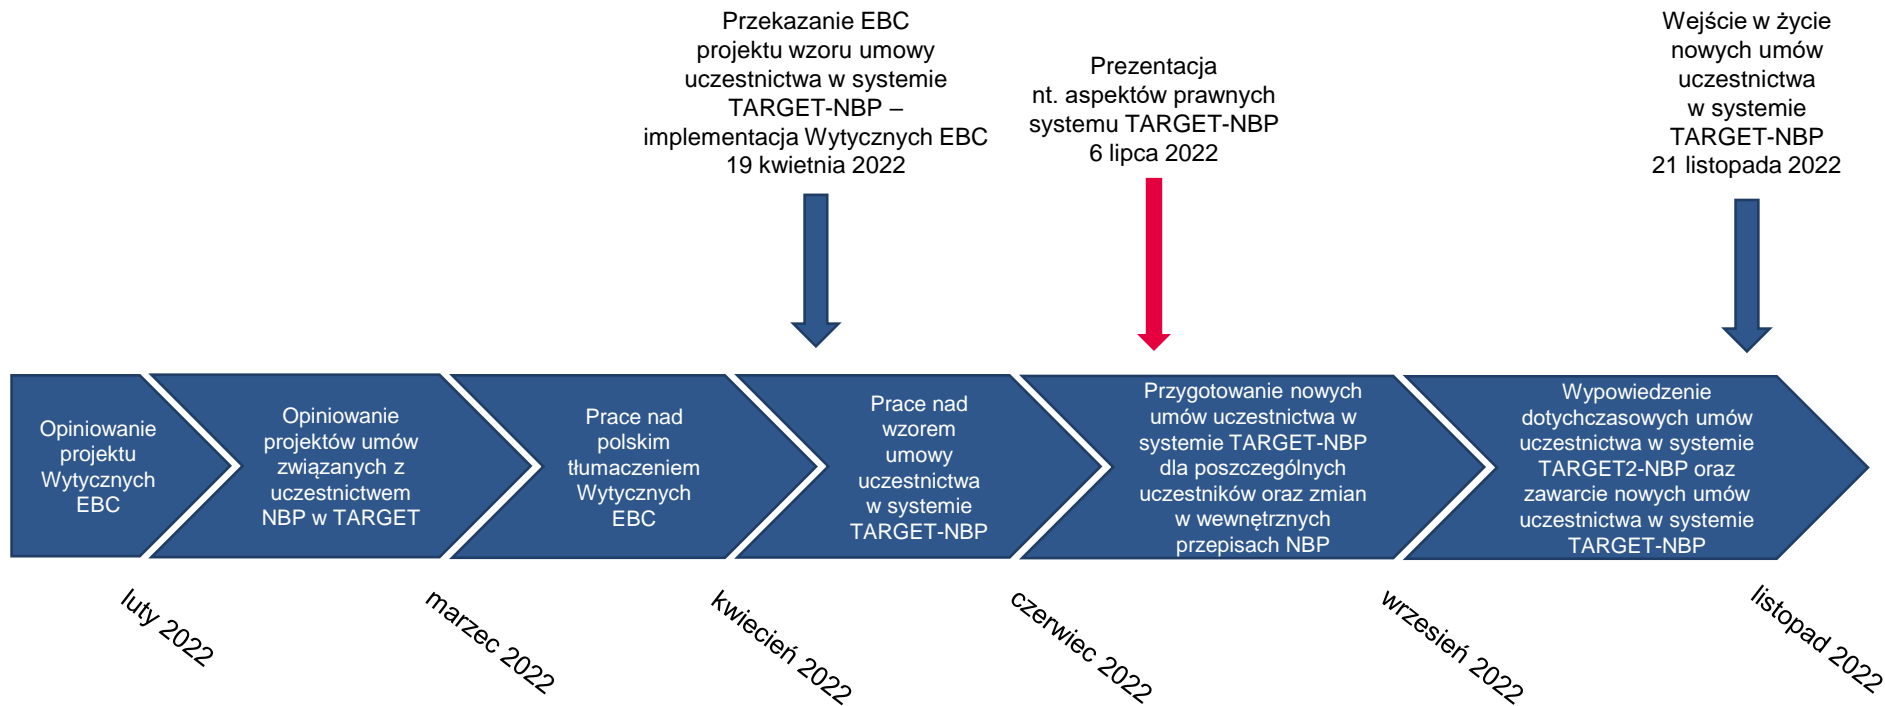 Przekazanie EBC
projektu wzoru umowy
uczestnictwa w systemie
TARGET-NBP –
implementacja Wytycznych EBC
19 kwietnia 2022
Prezentacja
nt. aspektów prawnych
systemu TARGET-NBP
6 lipca 2022
Wejście w życie
nowych umów
uczestnictwa
w systemie
TARGET-NBP
21 listopada 2022
Opiniowanie
projektu
Wytycznych
EBC
Opiniowanie
projektów umów
związanych z
uczestnictwem
NBP w TARGET
Prace nad
polskim
tłumaczeniem
Wytycznych
EBC
Prace nad
wzorem
umowy
uczestnictwa
w systemie
TARGET-NBP
Przygotowanie nowych
umów uczestnictwa w
systemie TARGET-NBP
dla poszczególnych
uczestników oraz zmian
w wewnętrznych
przepisach NBP
Wypowiedzenie
dotychczasowych umów
uczestnictwa w systemie
TARGET2-NBP oraz
zawarcie nowych umów
uczestnictwa w systemie
TARGET-NBP
luty 2022
marzec 2022
kwiecień 2022
czerwiec 2022
wrzesień 2022
listopad 2022